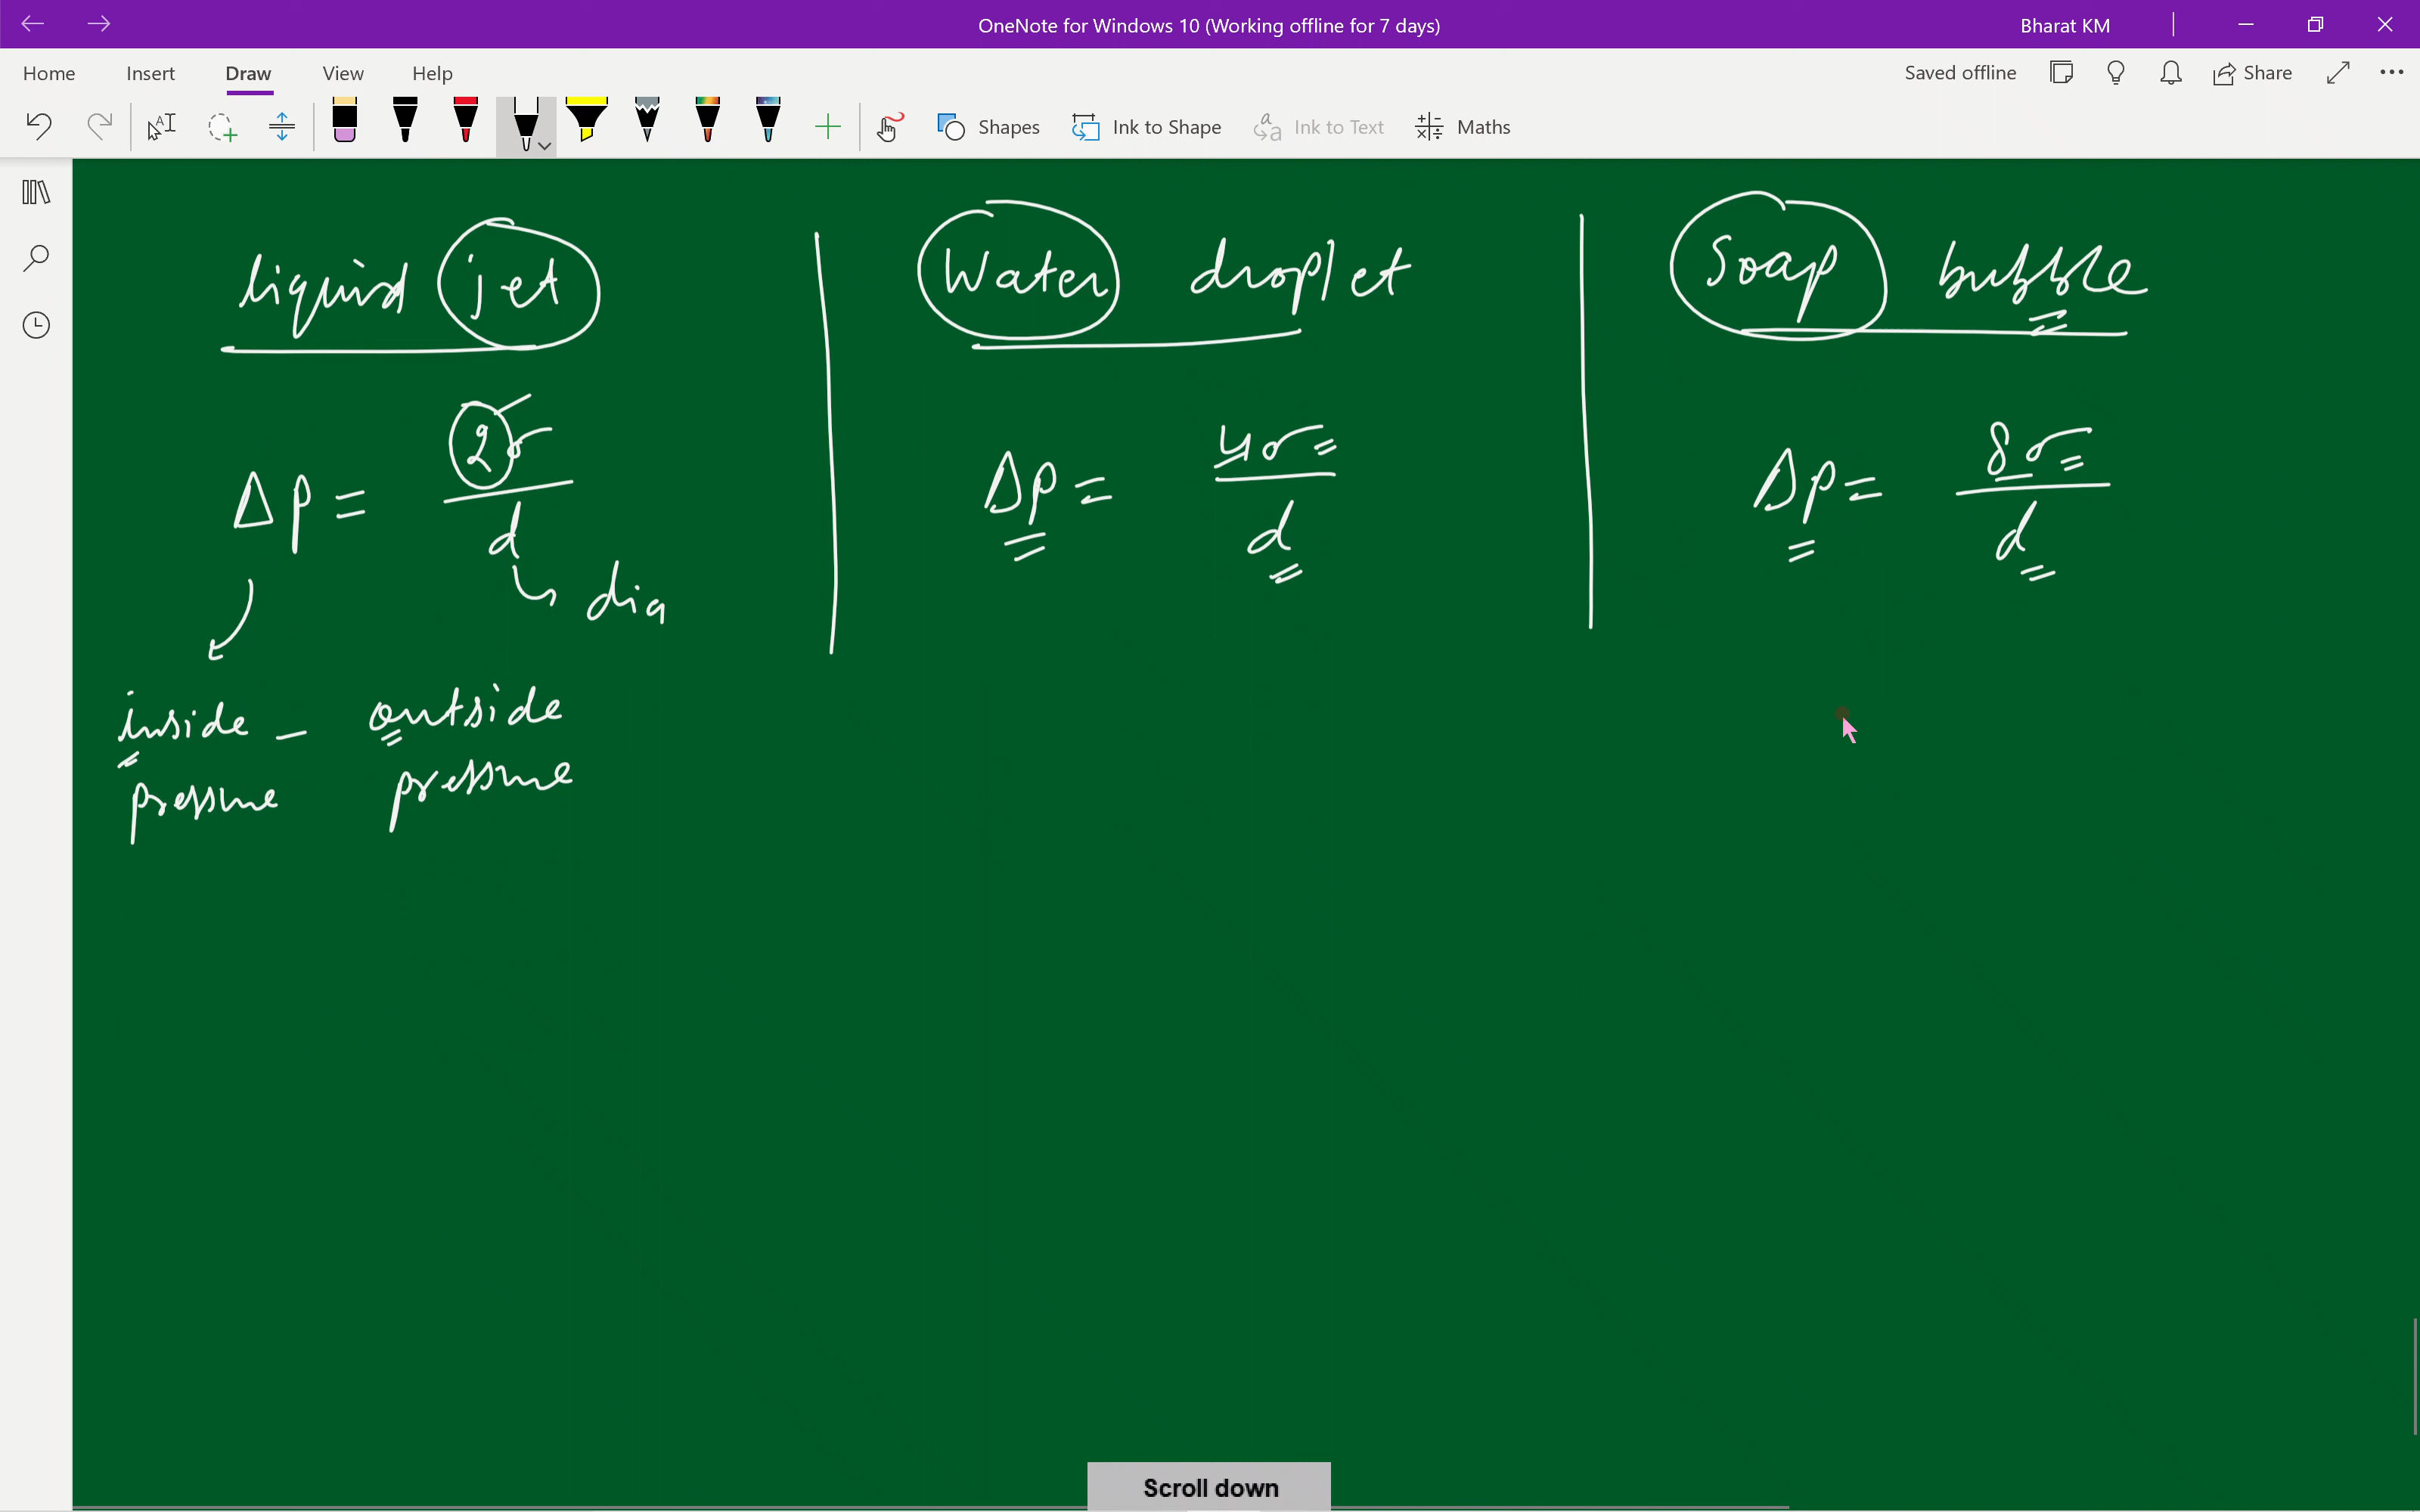 OneNote for Windows 10 (Working offline for 7 days)
Bharat KM
Home Insert Draw View Help
Saved offline
Share
Shapes
Ink to Shape
Ink to Text
Maths
liquid jet
Water droplet
Soap bubble
Δp = 2σ/d
Δp = 4σ/d
Δp = 8σ/d
dia
inside - outside
pressure pressure
Scroll down